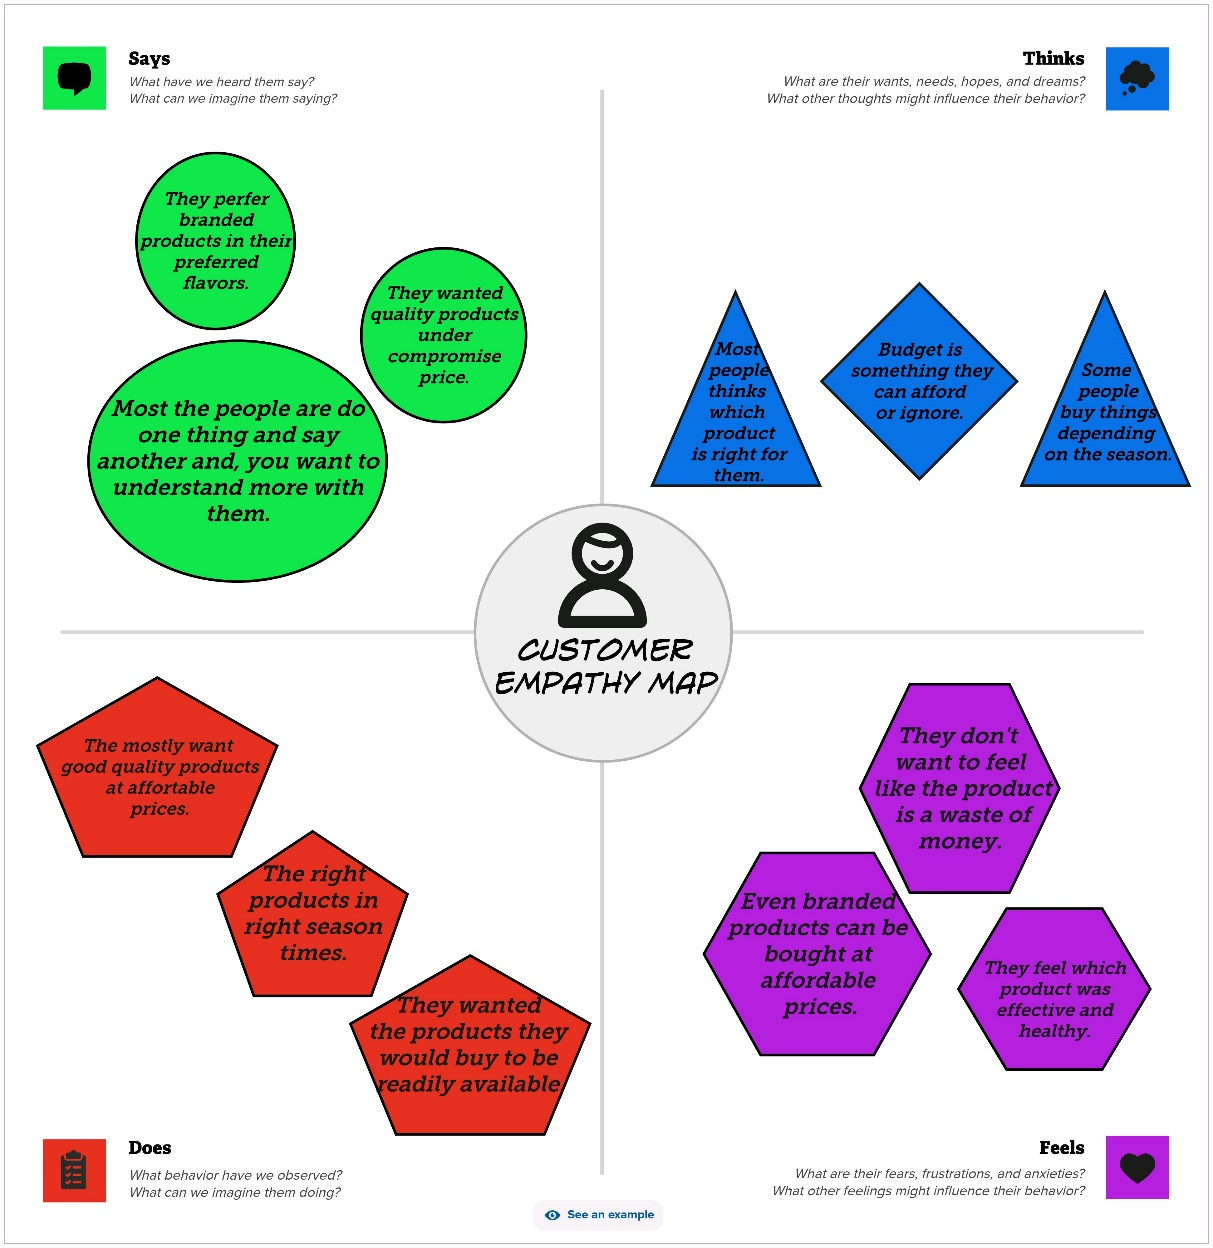 Says
What have we heard them say?
What can we imagine them saying?
Thinks
What are their wants, needs, hopes, and dreams?
What other thoughts might influence their behavior?
They perfer
branded
products in their
preferred
flavors.
They wanted
quality products
under
compromise
price.
Most the people are do
one thing and say
another and, you want to
understand more with
them.
Most
people
thinks
which
product
is right for
them.
Budget is
something they
can afford
or ignore.
Some
people
buy things
depending
on the season.
CUSTOMER
EMPATHY MAP
The mostly want
good quality products
at affortable
prices.
The right
products in
right season
times.
They wanted
the products they
would buy to be
readily available
They don't
want to feel
like the product
is a waste of
money.
Even branded
products can be
bought at
affordable
prices.
They feel which
product was
effective and
healthy.
Does
What behavior have we observed?
What can we imagine them doing?
Feels
What are their fears, frustrations, and anxieties?
What other feelings might influence their behavior?
See an example